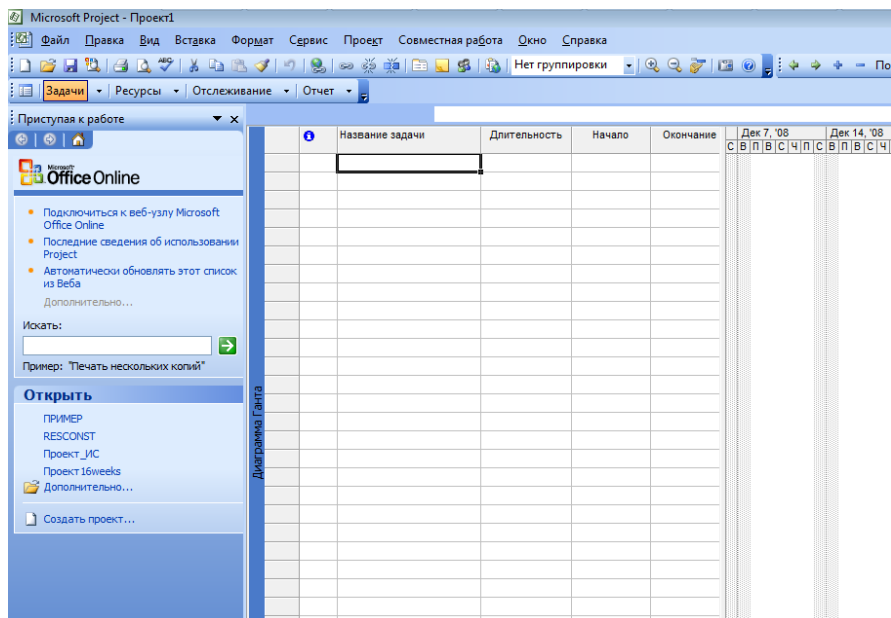 Microsoft Project - Проект1
Файл Правка Вид Вставка Формат Сервис Проект Совместная работа Окно Справка
Нет группировки
Задачи Ресурсы Отслеживание Отчет
Приступая к работе
Название задачи Длительность Начало Окончание Дек 7, '08 Дек 14, '08
С В П В С Ч П С В П В С Ч
Microsoft
Office Online
Подключиться к веб-узлу Microsoft
Office Online
Последние сведения об использовании
Project
Автоматически обновлять этот список
из Веба
Дополнительно...
Искать:
Пример: "Печать нескольких копий"
Открыть
ПРИМЕР
RESCONST
Проект_ИС
Проект16weeks
Дополнительно...
Создать проект...
Диаграмма Ганта